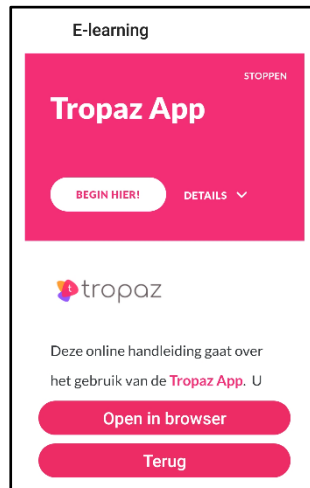 E-learning
STOPPEN
Tropaz App
BEGIN HIER!
DETAILS
tropaz
Deze online handleiding gaat over
het gebruik van de Tropaz App. U
Open in browser
Terug